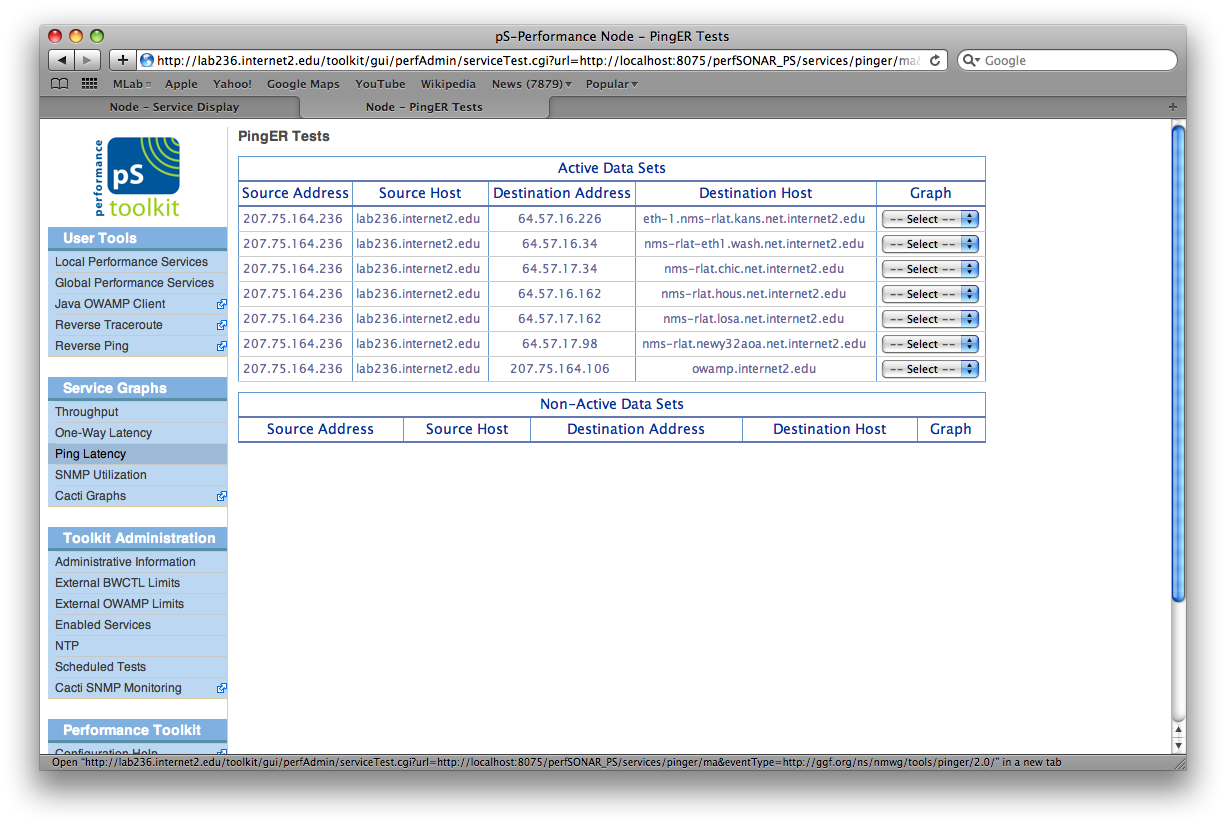 pS-Performance Node – PingER Tests
http://lab236.internet2.edu/toolkit/gui/perfAdmin/serviceTest.cgi?url=http://localhost:8075/perfSONAR_PS/services/pinger/ma&
Google
MLab Apple Yahoo! Google Maps YouTube Wikipedia News (7879) Popular
Node – Service Display
Node – PingER Tests
performance
pS
toolkit
User Tools
Local Performance Services
Global Performance Services
Java OWAMP Client
Reverse Traceroute
Reverse Ping
Service Graphs
Throughput
One-Way Latency
Ping Latency
SNMP Utilization
Cacti Graphs
Toolkit Administration
Administrative Information
External BWCTL Limits
External OWAMP Limits
Enabled Services
NTP
Scheduled Tests
Cacti SNMP Monitoring
Performance Toolkit
Configuration Help
PingER Tests
Active Data Sets
Source Address Source Host Destination Address Destination Host Graph
207.75.164.236 lab236.internet2.edu 64.57.16.226 eth-1.nms-rlat.kans.net.internet2.edu -- Select --
207.75.164.236 lab236.internet2.edu 64.57.16.34 nms-rlat-eth1.wash.net.internet2.edu -- Select --
207.75.164.236 lab236.internet2.edu 64.57.17.34 nms-rlat.chic.net.internet2.edu -- Select --
207.75.164.236 lab236.internet2.edu 64.57.16.162 nms-rlat.hous.net.internet2.edu -- Select --
207.75.164.236 lab236.internet2.edu 64.57.17.162 nms-rlat.losa.net.internet2.edu -- Select --
207.75.164.236 lab236.internet2.edu 64.57.17.98 nms-rlat.newy32aoa.net.internet2.edu -- Select --
207.75.164.236 lab236.internet2.edu 207.75.164.106 owamp.internet2.edu -- Select --
Non-Active Data Sets
Source Address Source Host Destination Address Destination Host Graph
Open "http://lab236.internet2.edu/toolkit/gui/perfAdmin/serviceTest.cgi?url=http://localhost:8075/perfSONAR_PS/services/pinger/ma&eventType=http://ggf.org/ns/nmwg/tools/pinger/2.0/" in a new tab